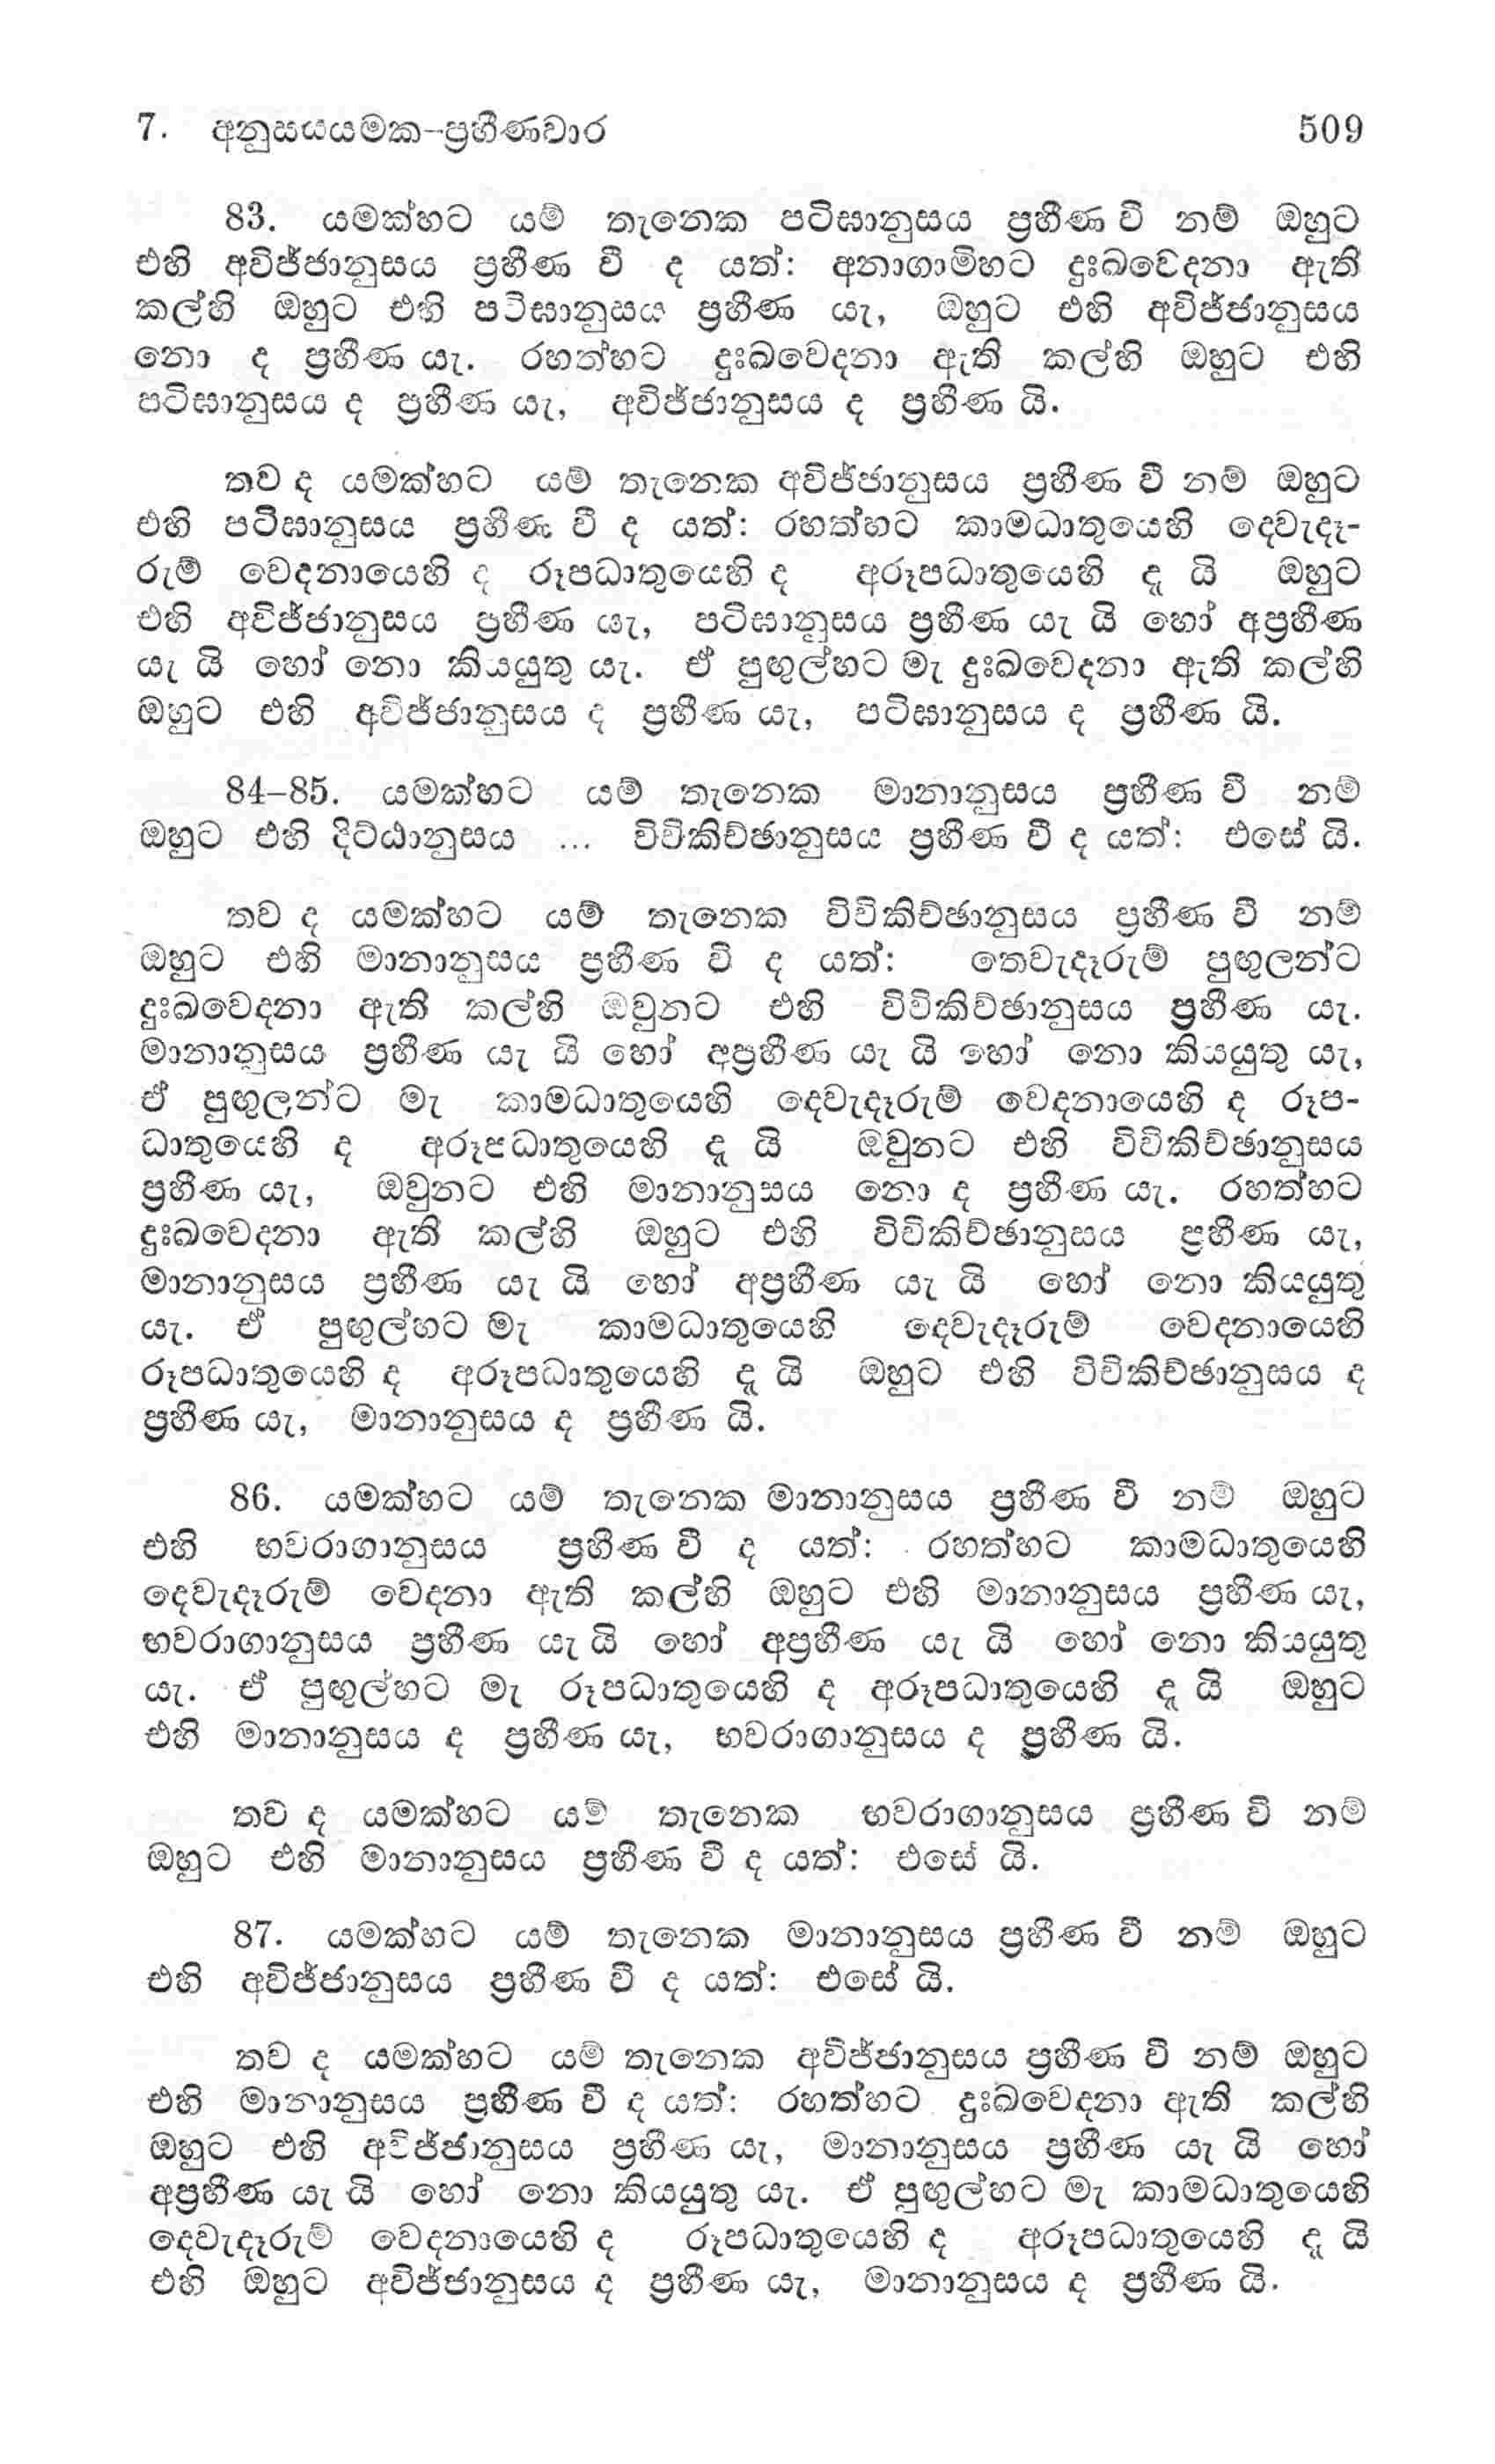 7. අනුසයයමක-ප්‍රහීණවාර 509
83. යමක්හට යම් තැනෙක පටිඝානුසය ප්‍රහීණ වී නම් ඔහුට
එහි අවිජ්ජානුසය ප්‍රහීණ වී ද යත්: අනාගාමිහට දුඃඛවෙදනා ඇති
කල්හි ඔහුට එහි පටිඝානුසය ප්‍රහීණ යැ, ඔහුට එහි අවිජ්ජානුසය
නො ද ප්‍රහීණ යැ. රහත්හට දුඃඛවෙදනා ඇති කල්හි ඔහුට එහි
පටිඝානුසය ද ප්‍රහීණ යැ, අවිජ්ජානුසය ද ප්‍රහීණ යි.
තව ද යමක්හට යම් තැනෙක අවිජ්ජානුසය ප්‍රහීණ වී නම් ඔහුට
එහි පටිඝානුසය ප්‍රහීණ වී ද යත්: රහත්හට කාමධාතුයෙහි දෙවැදෑ-
රුම් වෙදනායෙහි ද රූපධාතුයෙහි ද අරූපධාතුයෙහි දැ යි ඔහුට
එහි අවිජ්ජානුසය ප්‍රහීණ යැ, පටිඝානුසය ප්‍රහීණ යැ යි හෝ අප්‍රහීණ
යැ යි හෝ නො කියයුතු යැ. ඒ පුඟුල්හට මැ දුඃඛවෙදනා ඇති කල්හි
ඔහුට එහි අවිජ්ජානුසය ද ප්‍රහීණ යැ, පටිඝානුසය ද ප්‍රහීණ යි.
84–85. යමක්හට යම් තැනෙක මානානුසය ප්‍රහීණ වී නම්
ඔහුට එහි දිට්ඨානුසය ... විචිකිච්ඡානුසය ප්‍රහීණ වී ද යත්: එසේ යි.
තව ද යමක්හට යම් තැනෙක විචිකිච්ඡානුසය ප්‍රහීණ වී නම්
ඔහුට එහි මානානුසය ප්‍රහීණ වි ද යත්: තෙවැදෑරුම් පුඟුලන්ට
දුඃඛවෙදනා ඇති කල්හි ඔවුනට එහි විචිකිච්ඡානුසය ප්‍රහීණ යැ.
මානානුසය ප්‍රහීණ යැ යි හෝ අප්‍රහීණ යැ යි හෝ නො කියයුතු යැ,
ඒ පුඟුලන්ට මැ කාමධාතුයෙහි දෙවැදෑරුම් වෙදනායෙහි ද රූප-
ධාතුයෙහි ද අරූපධාතුයෙහි දැ යි ඔවුනට එහි විචිකිච්ඡානුසය
ප්‍රහීණ යැ, ඔවුනට එහි මානානුසය නො ද ප්‍රහීණ යැ. රහත්හට
දුඃඛවෙදනා ඇති කල්හි ඔහුට එහි විචිකිච්ඡානුසය ප්‍රහීණ යැ,
මානානුසය ප්‍රහීණ යැ යි හෝ අප්‍රහීණ යැ යි හෝ නො කියයුතු
යැ. ඒ පුඟුල්හට මැ කාමධාතුයෙහි දෙවැදෑරුම් වෙදනායෙහි
රූපධාතුයෙහි ද අරූපධාතුයෙහි දැ යි ඔහුට එහි විචිකිච්ඡානුසය ද
ප්‍රහීණ යැ, මානානුසය ද ප්‍රහීණ යි.
86. යමක්හට යම් තැනෙක මානානුසය ප්‍රහීණ වී නම් ඔහුට
එහි භවරාගානුසය ප්‍රහීණ වී ද යත්: රහත්හට කාමධාතුයෙහි
දෙවැදෑරුම් වෙදනා ඇති කල්හි ඔහුට එහි මානානුසය ප්‍රහීණ යැ,
භවරාගානුසය ප්‍රහීණ යැ යි හෝ අප්‍රහීණ යැ යි හෝ නො කියයුතු
යැ. ඒ පුඟුල්හට මැ රූපධාතුයෙහි ද අරූපධාතුයෙහි දැ යි ඔහුට
එහි මානානුසය ද ප්‍රහීණ යැ, භවරාගානුසය ද ප්‍රහීණ යි.
තව ද යමක්හට යම් තැනෙක භවරාගානුසය ප්‍රහීණ වි නම්
ඔහුට එහි මානානුසය ප්‍රහීණ වී ද යත්: එසේ යි.
87. යමක්හට යම් තැනෙක මානානුසය ප්‍රහීණ වී නම් ඔහුට
එහි අවිජ්ජානුසය ප්‍රහීණ වී ද යත්: එසේ යි.
තව ද යමක්හට යම් තැනෙක අවිජ්ජානුසය ප්‍රහීණ වී නම් ඔහුට
එහි මානානුසය ප්‍රහීණ වී ද යත්: රහත්හට දුඃඛවෙදනා ඇති කල්හි
ඔහුට එහි අවිජ්ජානුසය ප්‍රහීණ යැ, මානානුසය ප්‍රහීණ යැ යි හෝ
අප්‍රහීණ යැ යි හෝ නො කියයුතු යැ. ඒ පුඟුල්හට මැ කාමධාතුයෙහි
දෙවැදෑරුම් වෙදනායෙහි ද රූපධාතුයෙහි ද අරූපධාතුයෙහි දැ යි
එහි ඔහුට අවිජ්ජානුසය ද ප්‍රහීණ යැ, මානානුසය ද ප්‍රහීණ යි.